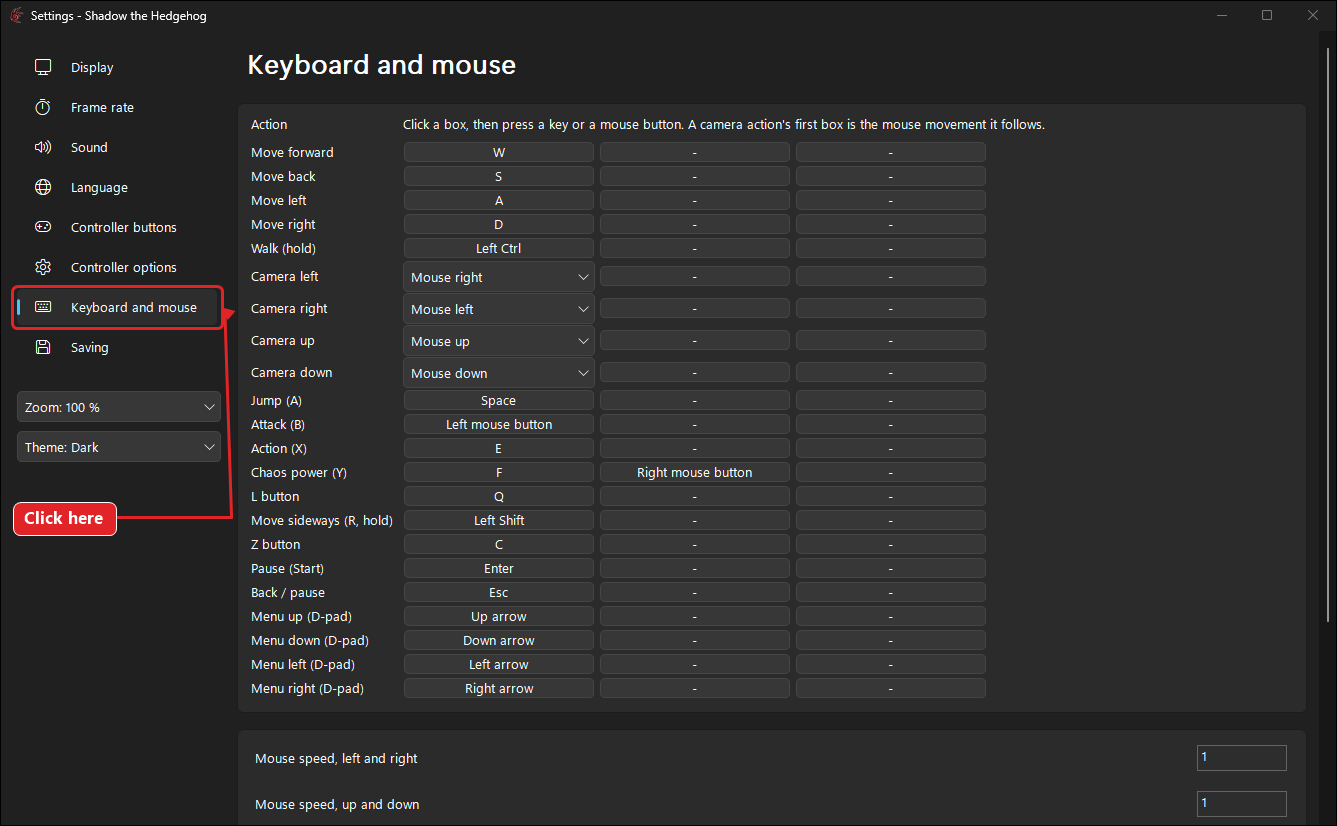 Settings - Shadow the Hedgehog
Display
Frame rate
Sound
Language
Controller buttons
Controller options
Keyboard and mouse
Saving
Zoom: 100 %
Theme: Dark
Click here
Keyboard and mouse
Action Click a box, then press a key or a mouse button. A camera action's first box is the mouse movement it follows.
Move forward W - -
Move back S - -
Move left A - -
Move right D - -
Walk (hold) Left Ctrl - -
Camera left Mouse right - -
Camera right Mouse left - -
Camera up Mouse up - -
Camera down Mouse down - -
Jump (A) Space - -
Attack (B) Left mouse button - -
Action (X) E - -
Chaos power (Y) F Right mouse button -
L button Q - -
Move sideways (R, hold) Left Shift - -
Z button C - -
Pause (Start) Enter - -
Back / pause Esc - -
Menu up (D-pad) Up arrow - -
Menu down (D-pad) Down arrow - -
Menu left (D-pad) Left arrow - -
Menu right (D-pad) Right arrow - -
Mouse speed, left and right 1
Mouse speed, up and down 1